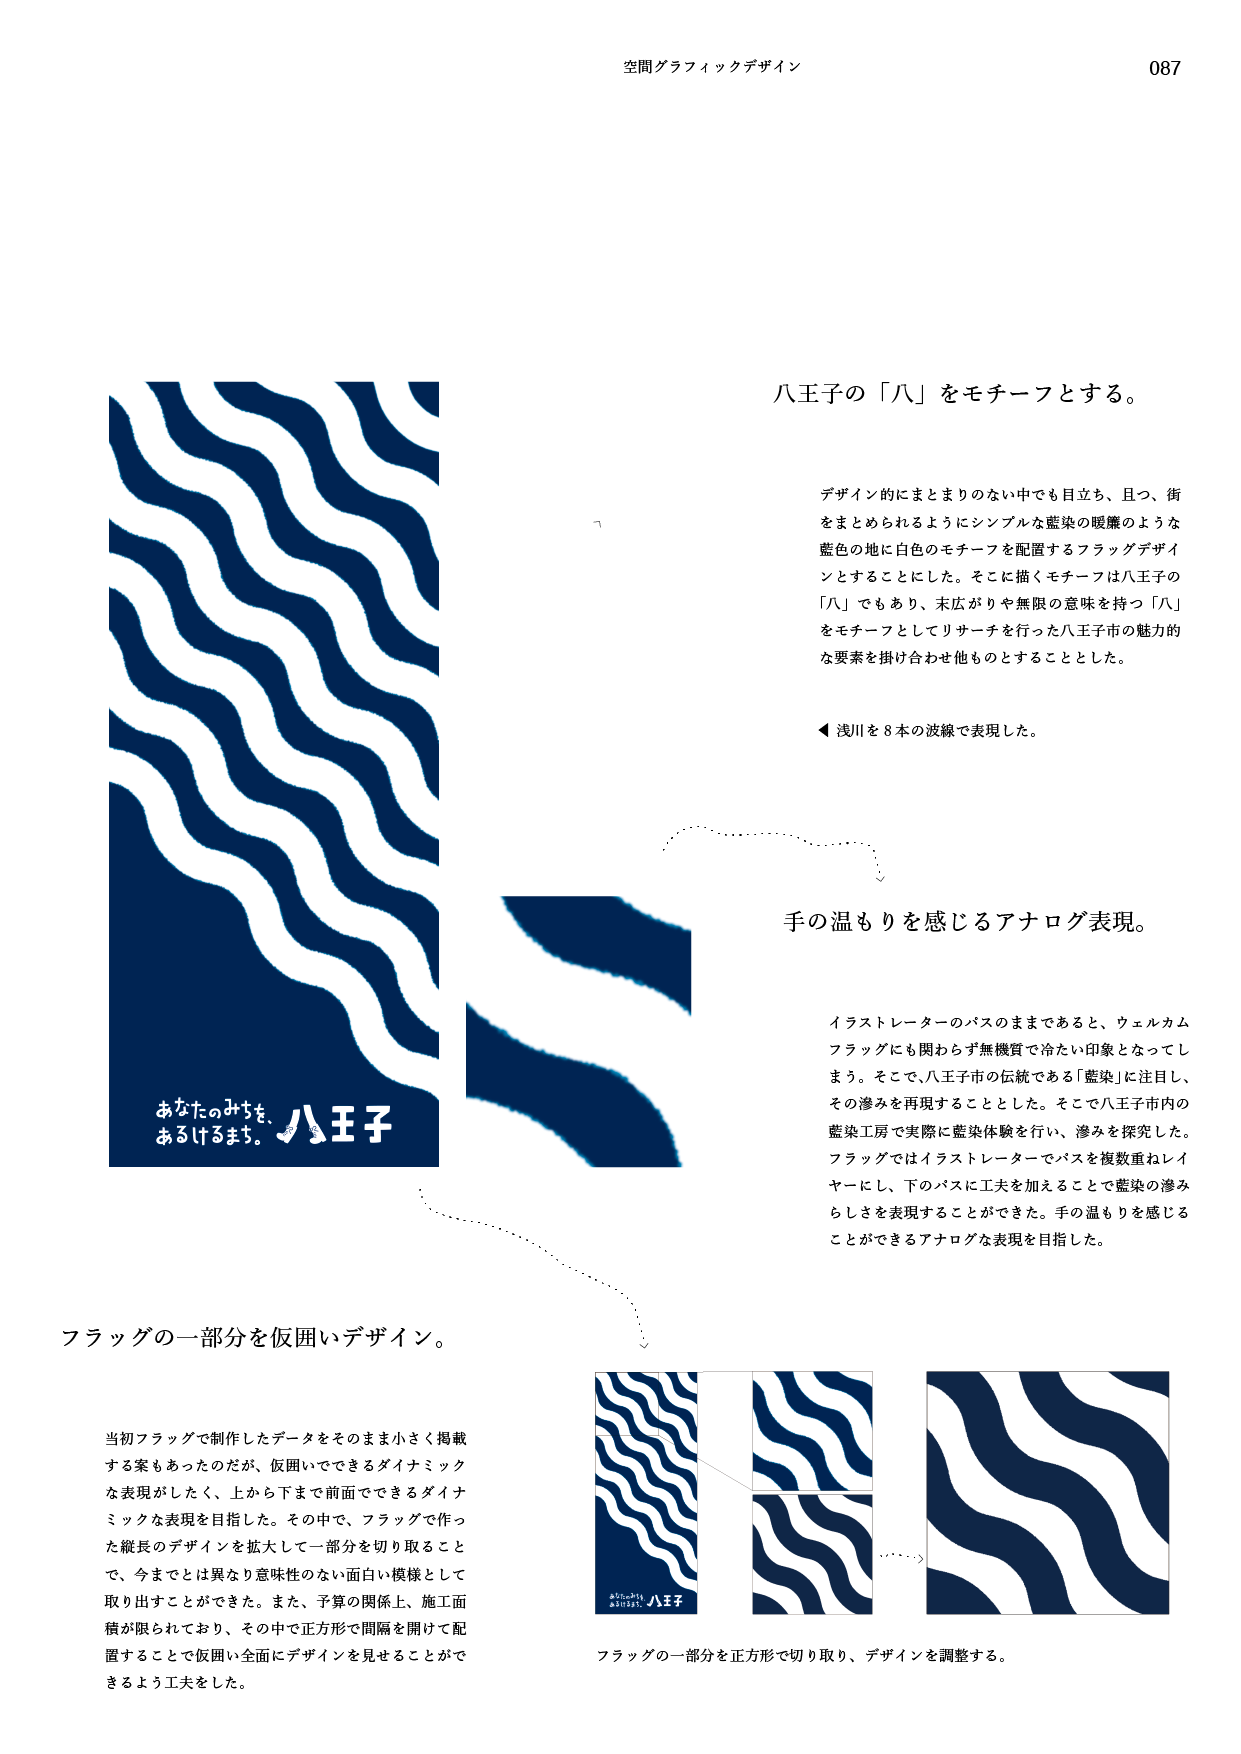 空間グラフィックデザイン
087
八王子の「八」をモチーフとする。
デザイン的にまとまりのない中でも目立ち、且つ、街
をまとめられるようにシンプルな藍染の暖簾のような
藍色の地に白色のモチーフを配置するフラッグデザイ
ンとすることにした。そこに描くモチーフは八王子の
「八」でもあり、末広がりや無限の意味を持つ「八」
をモチーフとしてリサーチを行った八王子市の魅力的
な要素を掛け合わせ他ものとすることとした。
◀ 浅川を8本の波線で表現した。
あなたのみちを、
あるけるまち。
八王子
手の温もりを感じるアナログ表現。
イラストレーターのパスのままであると、ウェルカム
フラッグにも関わらず無機質で冷たい印象となってし
まう。そこで、八王子市の伝統である「藍染」に注目し、
その滲みを再現することとした。そこで八王子市内の
藍染工房で実際に藍染体験を行い、滲みを探究した。
フラッグではイラストレーターでパスを複数重ねレイ
ヤーにし、下のパスに工夫を加えることで藍染の滲み
らしさを表現することができた。手の温もりを感じる
ことができるアナログな表現を目指した。
フラッグの一部分を仮囲いデザイン。
当初フラッグで制作したデータをそのまま小さく掲載
する案もあったのだが、仮囲いでできるダイナミック
な表現がしたく、上から下まで前面でできるダイナ
ミックな表現を目指した。その中で、フラッグで作っ
た縦長のデザインを拡大して一部分を切り取ること
で、今までとは異なり意味性のない面白い模様として
取り出すことができた。また、予算の関係上、施工面
積が限られており、その中で正方形で間隔を開けて配
置することで仮囲い全面にデザインを見せることがで
きるよう工夫をした。
あなたのみちを、
あるけるまち。
八王子
フラッグの一部分を正方形で切り取り、デザインを調整する。